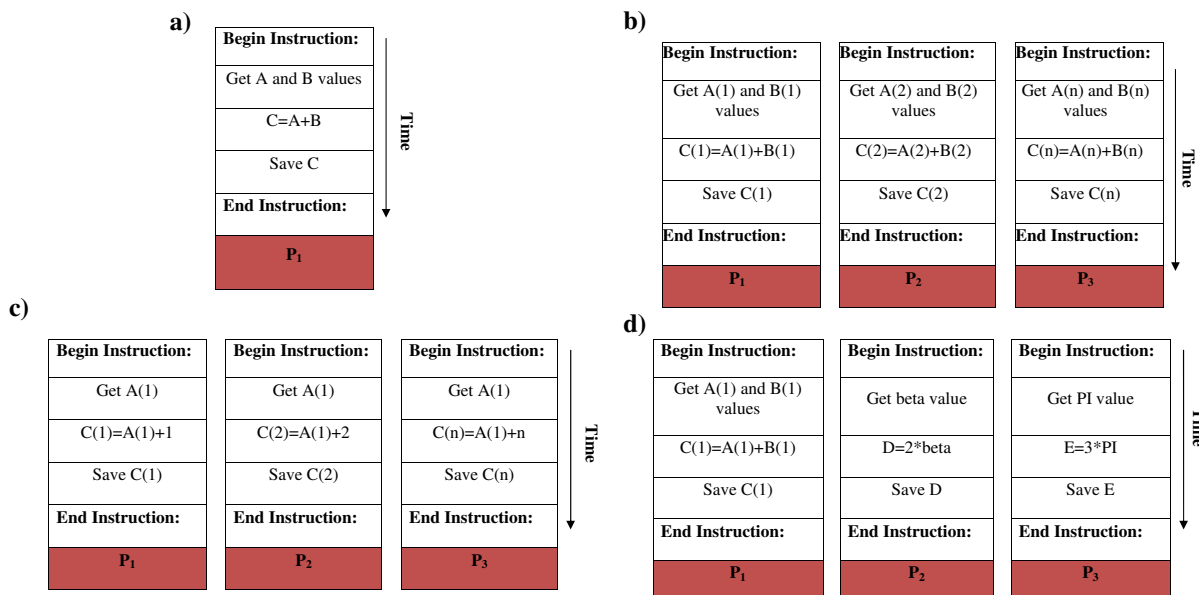 a)
Begin Instruction:
Get A and B values
C=A+B
Save C
End Instruction:
P₁
Time
b)
Begin Instruction:
Get A(1) and B(1)
values
C(1)=A(1)+B(1)
Save C(1)
End Instruction:
P₁
Begin Instruction:
Get A(2) and B(2)
values
C(2)=A(2)+B(2)
Save C(2)
End Instruction:
P₂
Begin Instruction:
Get A(n) and B(n)
values
C(n)=A(n)+B(n)
Save C(n)
End Instruction:
P₃
Time
c)
Begin Instruction:
Get A(1)
C(1)=A(1)+1
Save C(1)
End Instruction:
P₁
Begin Instruction:
Get A(1)
C(2)=A(1)+2
Save C(2)
End Instruction:
P₂
Begin Instruction:
Get A(1)
C(n)=A(1)+n
Save C(n)
End Instruction:
P₃
Time
d)
Begin Instruction:
Get A(1) and B(1)
values
C(1)=A(1)+B(1)
Save C(1)
End Instruction:
P₁
Begin Instruction:
Get beta value
D=2*beta
Save D
End Instruction:
P₂
Begin Instruction:
Get PI value
E=3*PI
Save E
End Instruction:
P₃
Time